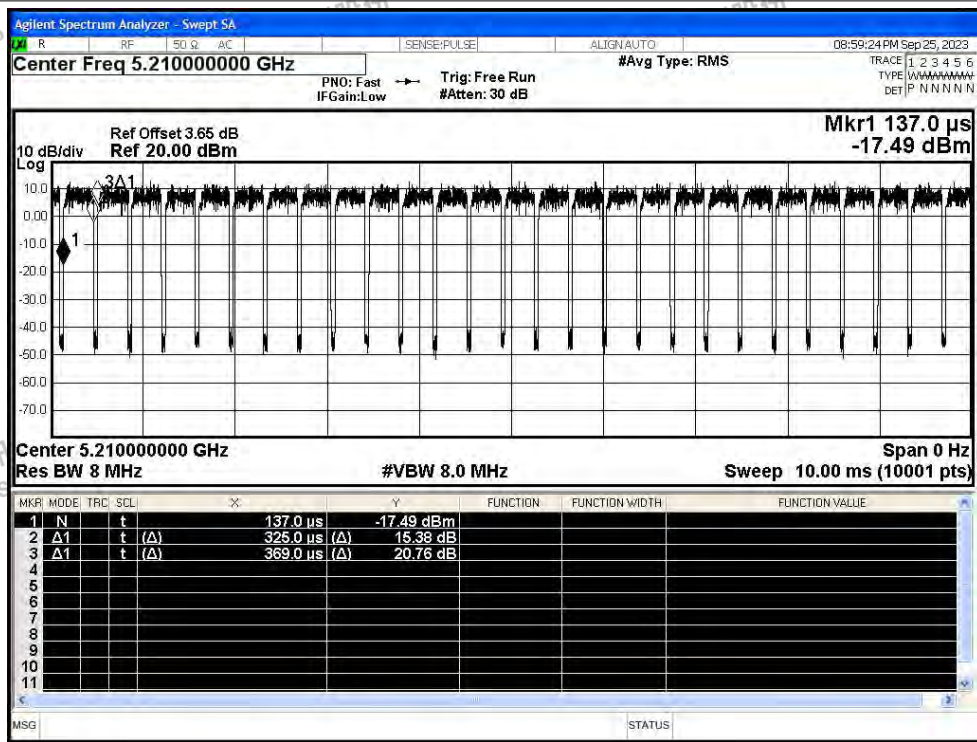 Agilent Spectrum Analyzer - Swept SA
LXI R RF 50 Ω AC SENSE:PULSE ALIGN AUTO 08:59:24 PM Sep 25, 2023
Center Freq 5.210000000 GHz
PNO: Fast
IFGain:Low
Trig: Free Run
#Atten: 30 dB
#Avg Type: RMS
TRACE 1 2 3 4 5 6
TYPE WWWWWW
DET P N N N N N
Ref Offset 3.65 dB
10 dB/div Ref 20.00 dBm
Log
Mkr1 137.0 µs
-17.49 dBm
10.0
0.00
-10.0
-20.0
-30.0
-40.0
-50.0
-60.0
-70.0
3Δ1
1
Center 5.210000000 GHz Span 0 Hz
Res BW 8 MHz #VBW 8.0 MHz Sweep 10.00 ms (10001 pts)
MKR MODE TRC SCL X Y FUNCTION FUNCTION WIDTH FUNCTION VALUE
1 N t 137.0 µs -17.49 dBm
2 Δ1 t (Δ) 325.0 µs (Δ) 15.38 dB
3 Δ1 t (Δ) 369.0 µs (Δ) 20.76 dB
4
5
6
7
8
9
10
11
MSG STATUS